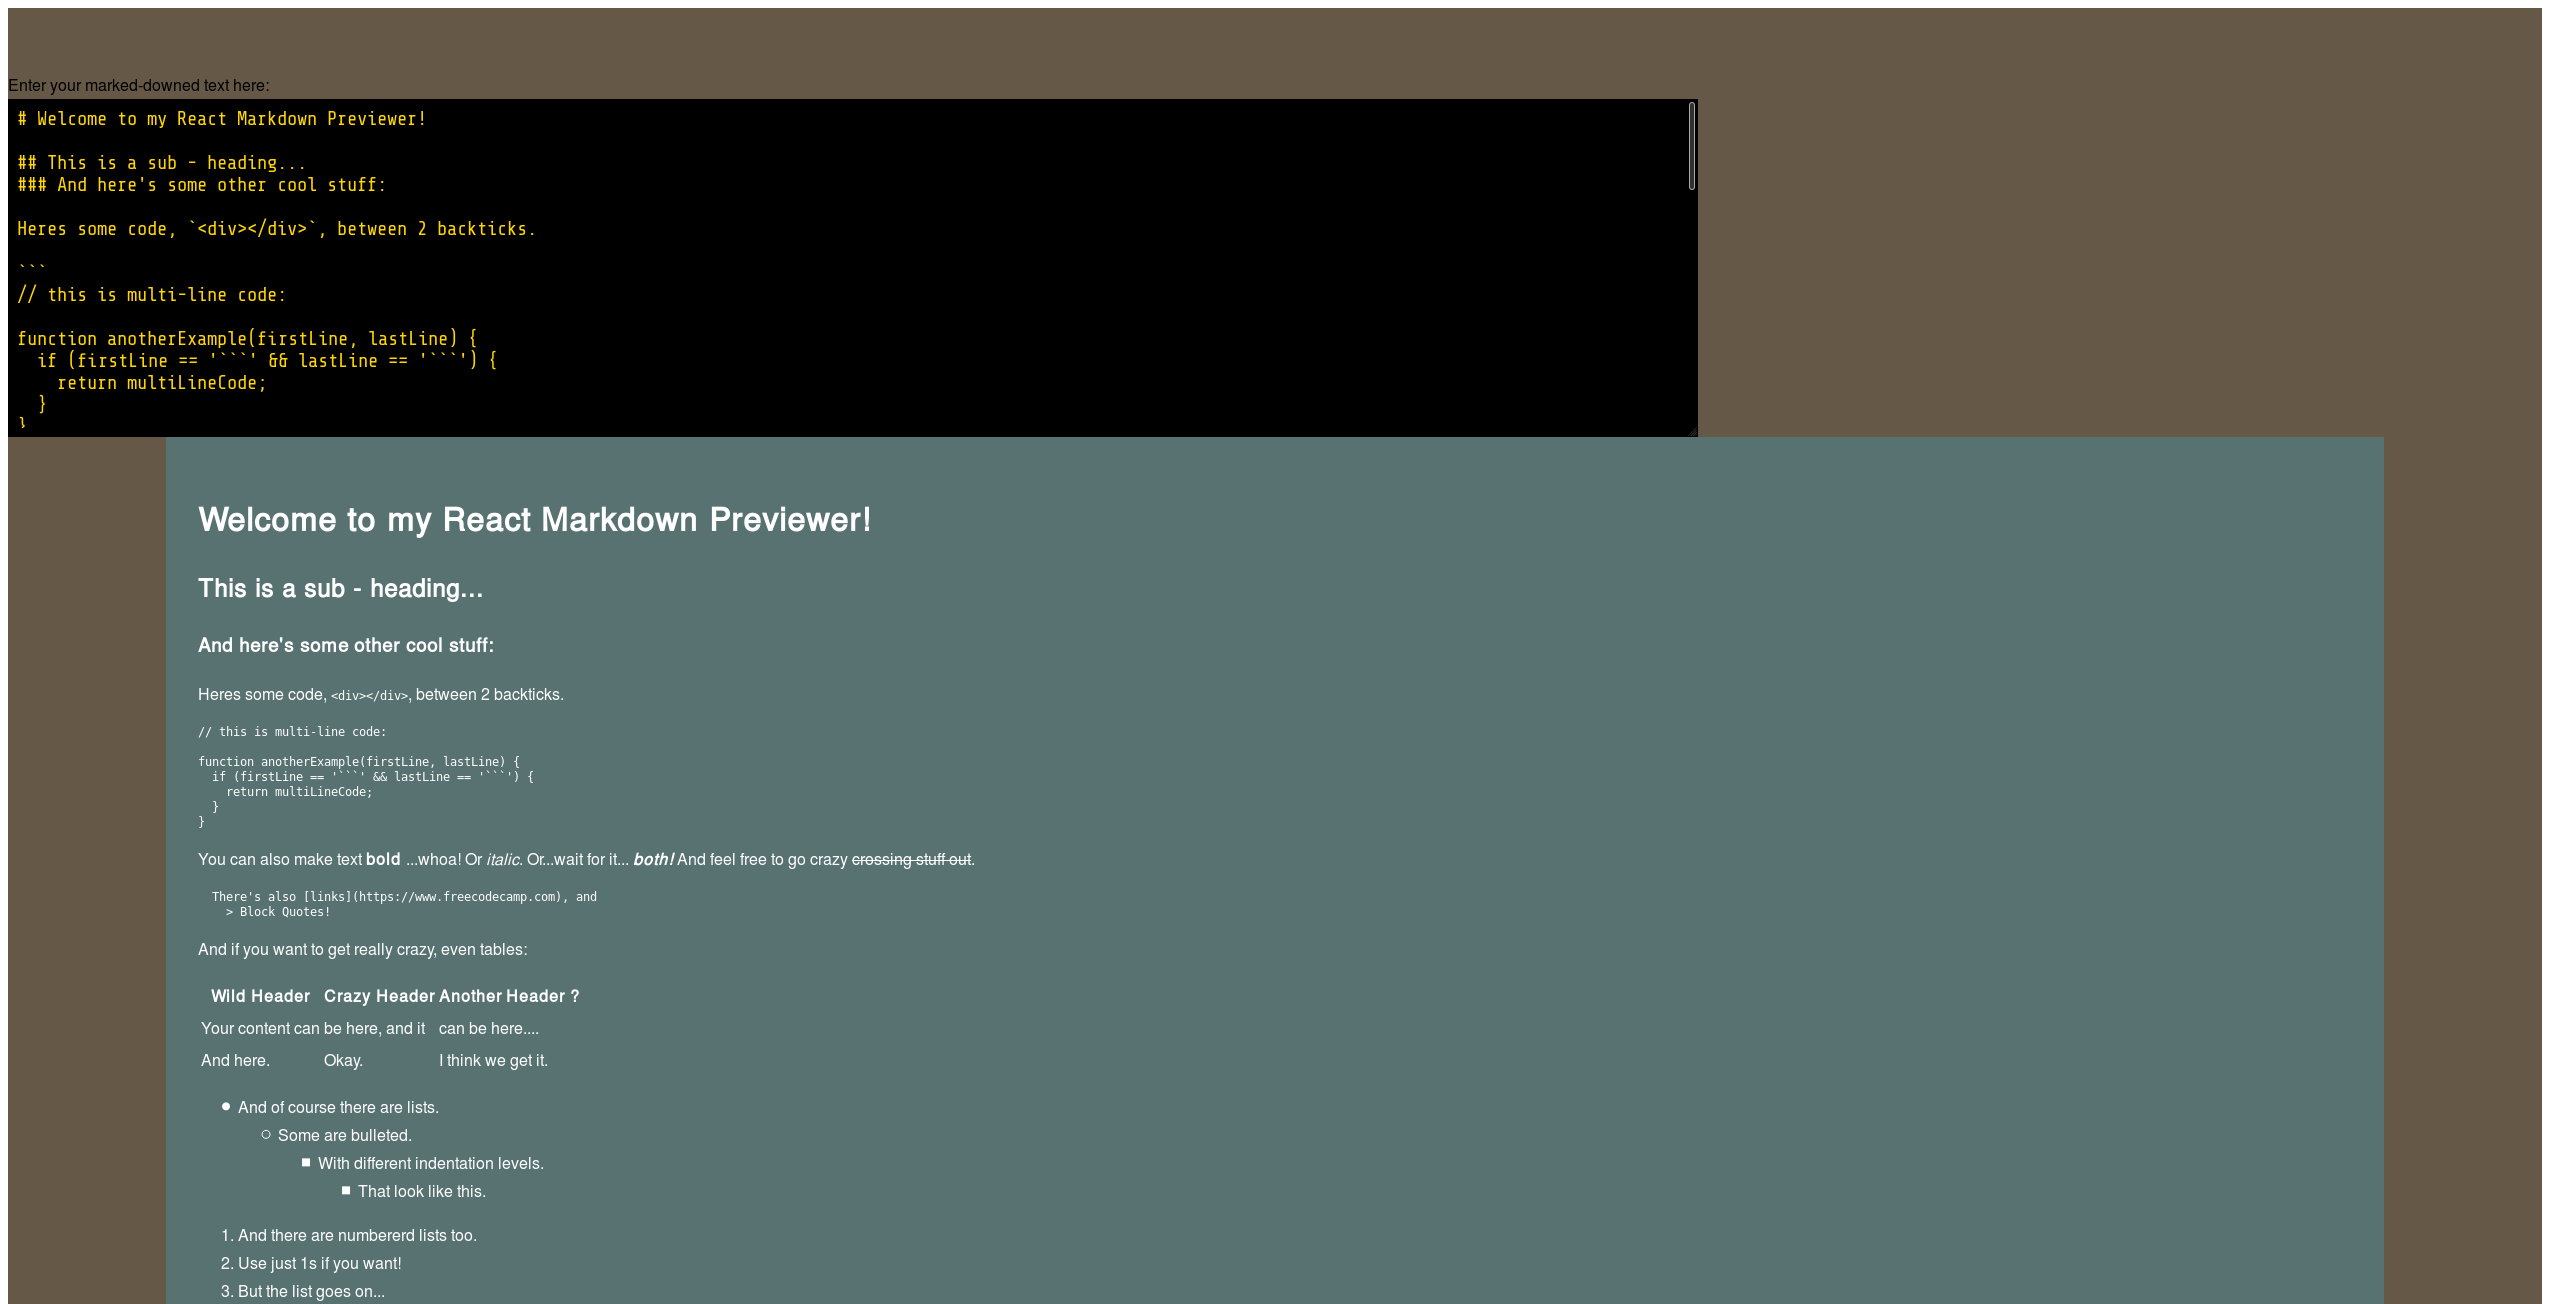 Enter your marked-downed text here:
# Welcome to my React Markdown Previewer!
## This is a sub - heading...
### And here's some other cool stuff:
Heres some code, `<div></div>`, between 2 backticks.
```
// this is multi-line code:
function anotherExample(firstLine, lastLine) {
  if (firstLine == '```' && lastLine == '```') {
    return multiLineCode;
  }
}
Welcome to my React Markdown Previewer!
This is a sub - heading...
And here's some other cool stuff:
Heres some code, <div></div>, between 2 backticks.
// this is multi-line code:
function anotherExample(firstLine, lastLine) {
  if (firstLine == '```' && lastLine == '```') {
    return multiLineCode;
  }
}
You can also make text bold ...whoa! Or italic. Or...wait for it... both! And feel free to go crazy crossing stuff out.
There's also [links](https://www.freecodecamp.com), and
> Block Quotes!
And if you want to get really crazy, even tables:
Wild Header Crazy Header Another Header ?
Your content can be here, and it can be here....
And here. Okay. I think we get it.
And of course there are lists.
Some are bulleted.
With different indentation levels.
That look like this.
1. And there are numbererd lists too.
2. Use just 1s if you want!
3. But the list goes on...